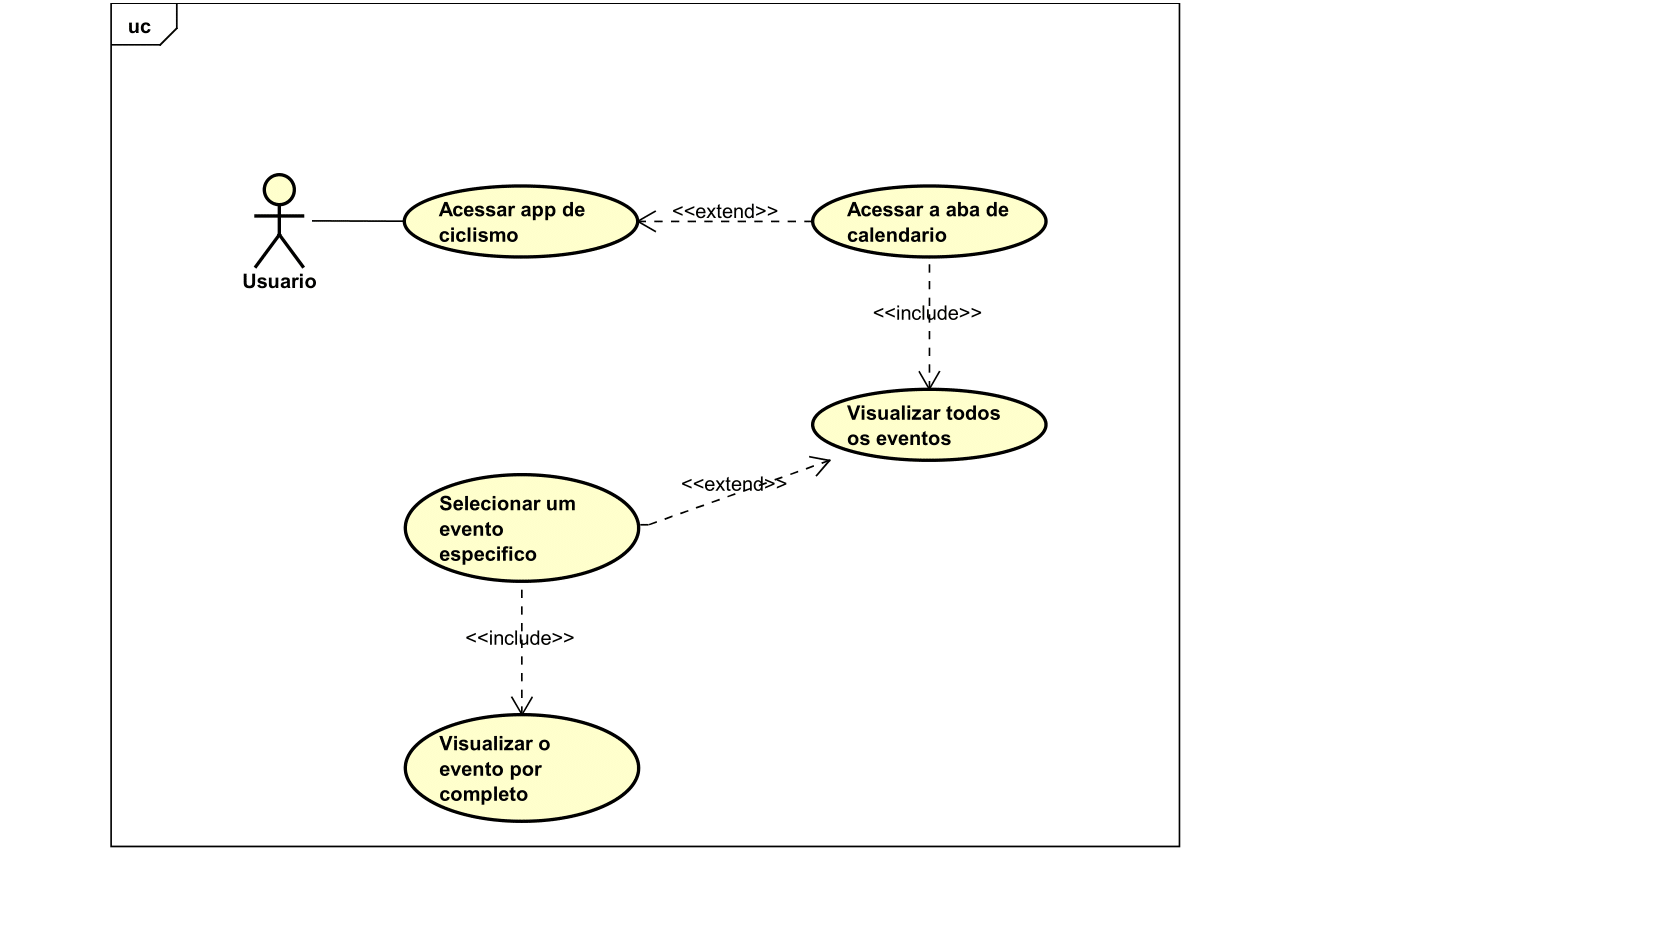 uc
Acessar app de
ciclismo
<<extend>>
Acessar a aba de
calendario
Usuario
<<include>>
Visualizar todos
os eventos
<<extend>>
Selecionar um
evento
especifico
<<include>>
Visualizar o
evento por
completo